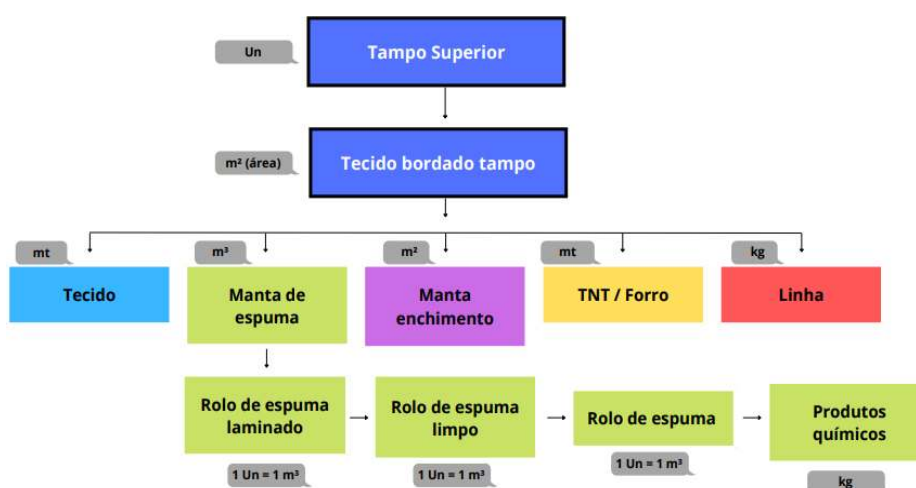 Un
Tampo Superior
m² (área)
Tecido bordado tampo
mt
m³
m²
mt
kg
Tecido
Manta de
espuma
Manta
enchimento
TNT / Forro
Linha
Rolo de espuma
laminado
Rolo de espuma
limpo
Rolo de espuma
Produtos
químicos
1 Un = 1 m³
1 Un = 1 m³
1 Un = 1 m³
kg